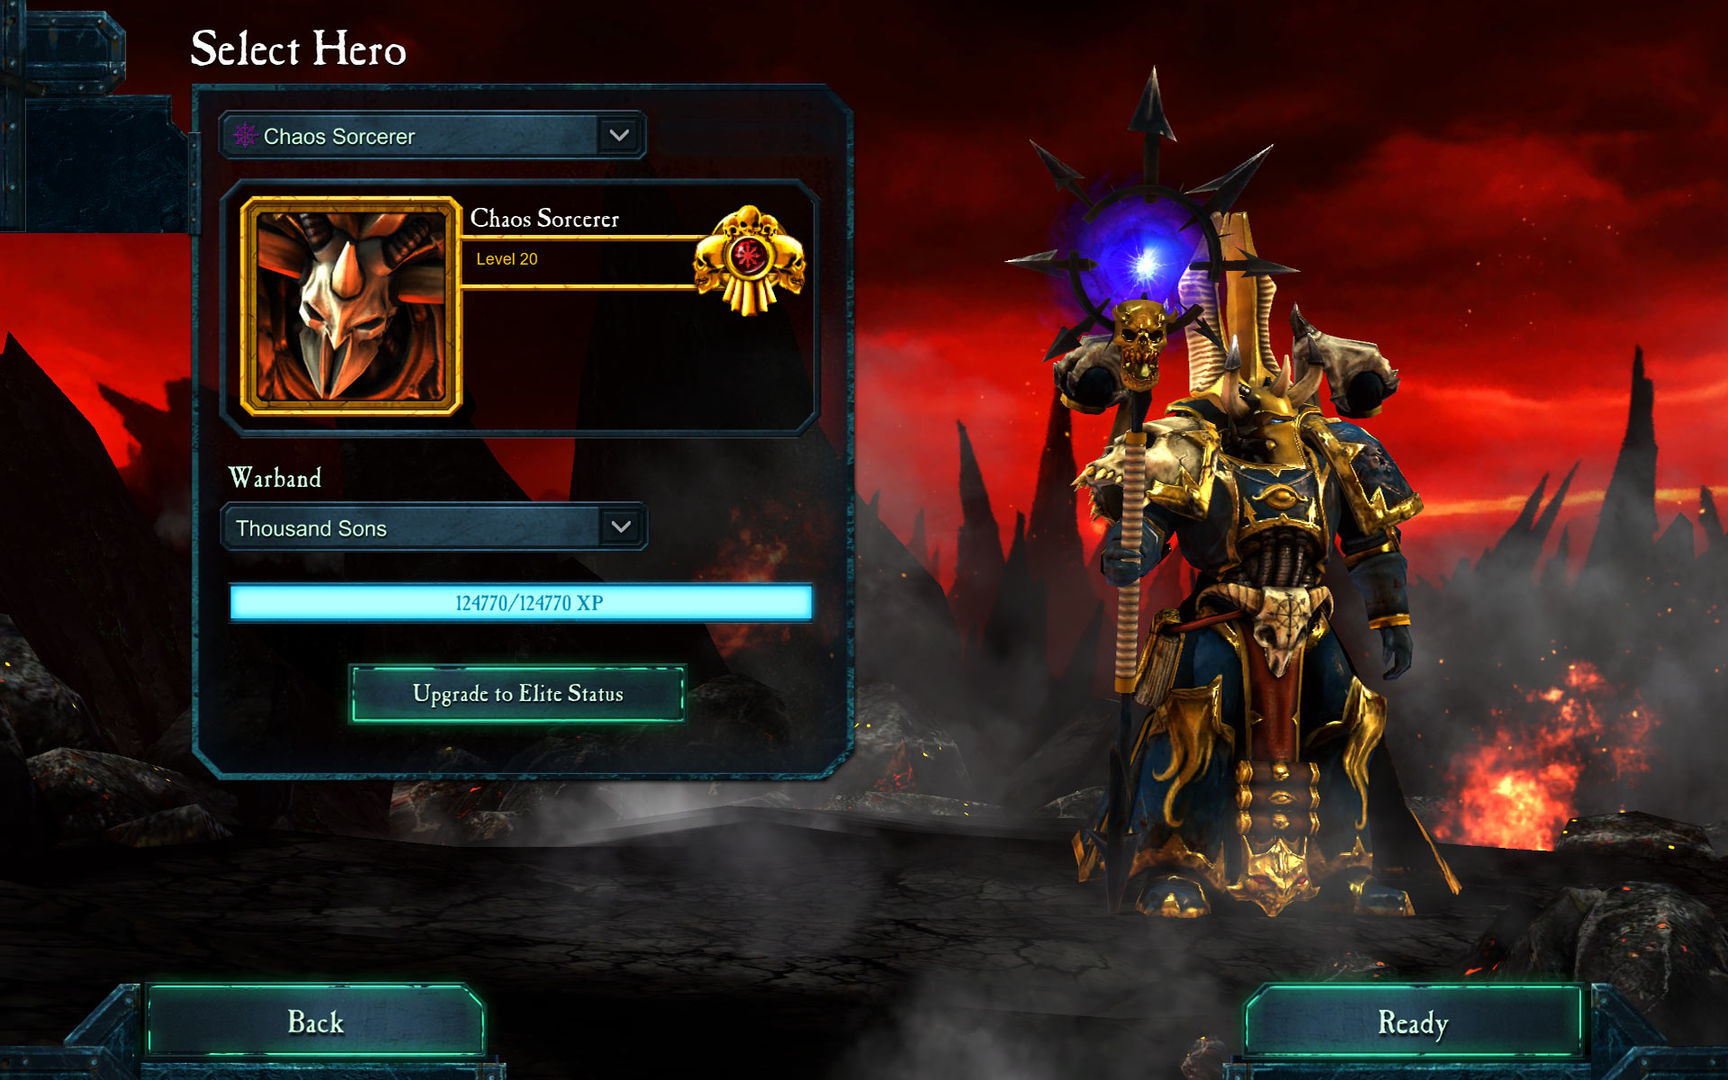 Select Hero
Chaos Sorcerer
Chaos Sorcerer
Level 20
Warband
Thousand Sons
124770/124770 XP
Upgrade to Elite Status
Back
Ready